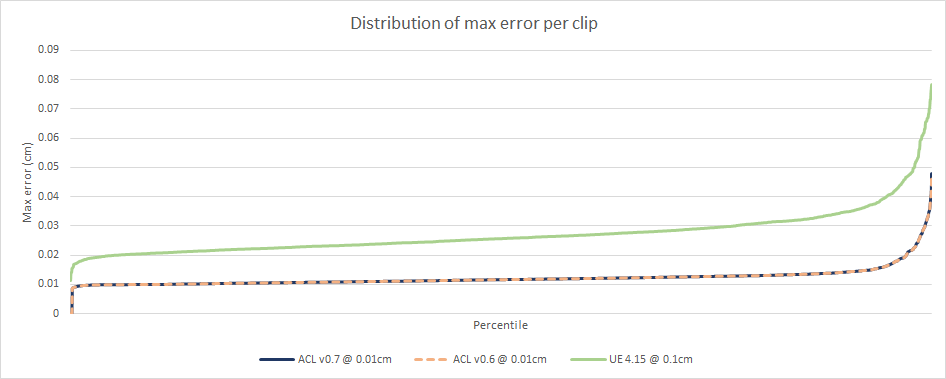 Distribution of max error per clip
Max error (cm)
0.09
0.08
0.07
0.06
0.05
0.04
0.03
0.02
0.01
0
Percentile
ACL v0.7 @ 0.01cm ACL v0.6 @ 0.01cm UE 4.15 @ 0.1cm